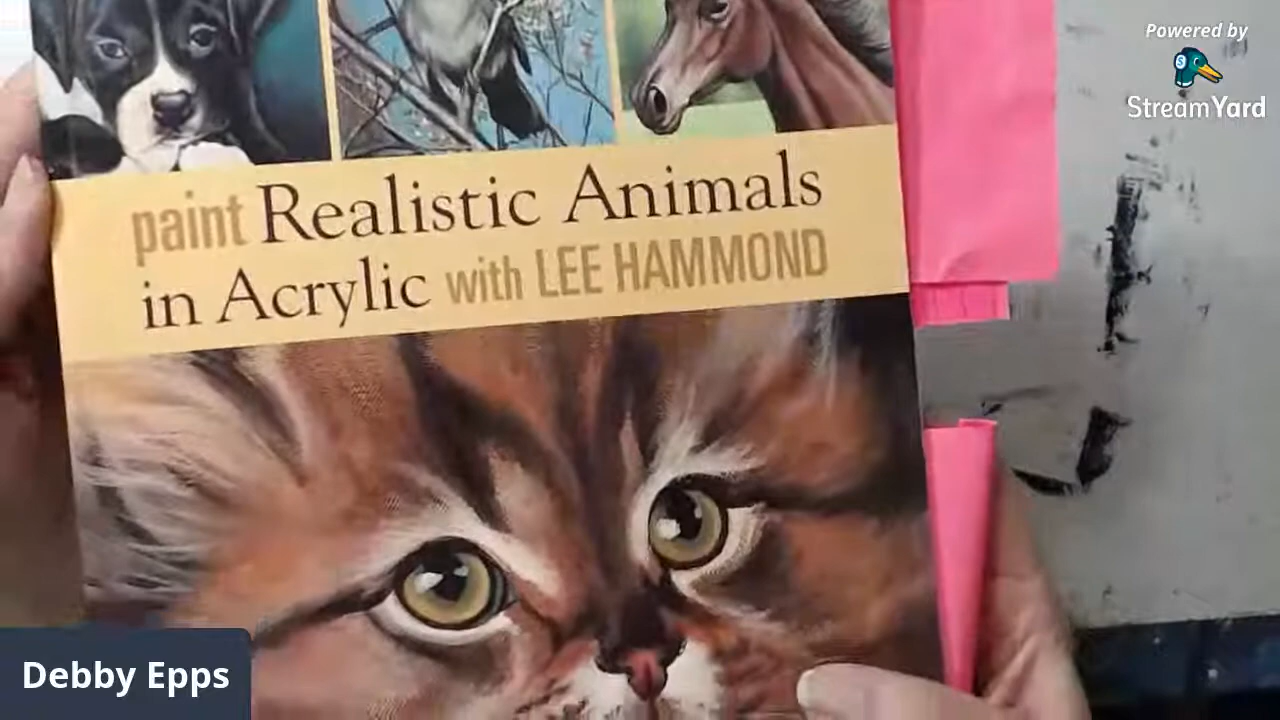 Powered by
StreamYard
paint Realistic Animals
in Acrylic with LEE HAMMOND
Debby Epps